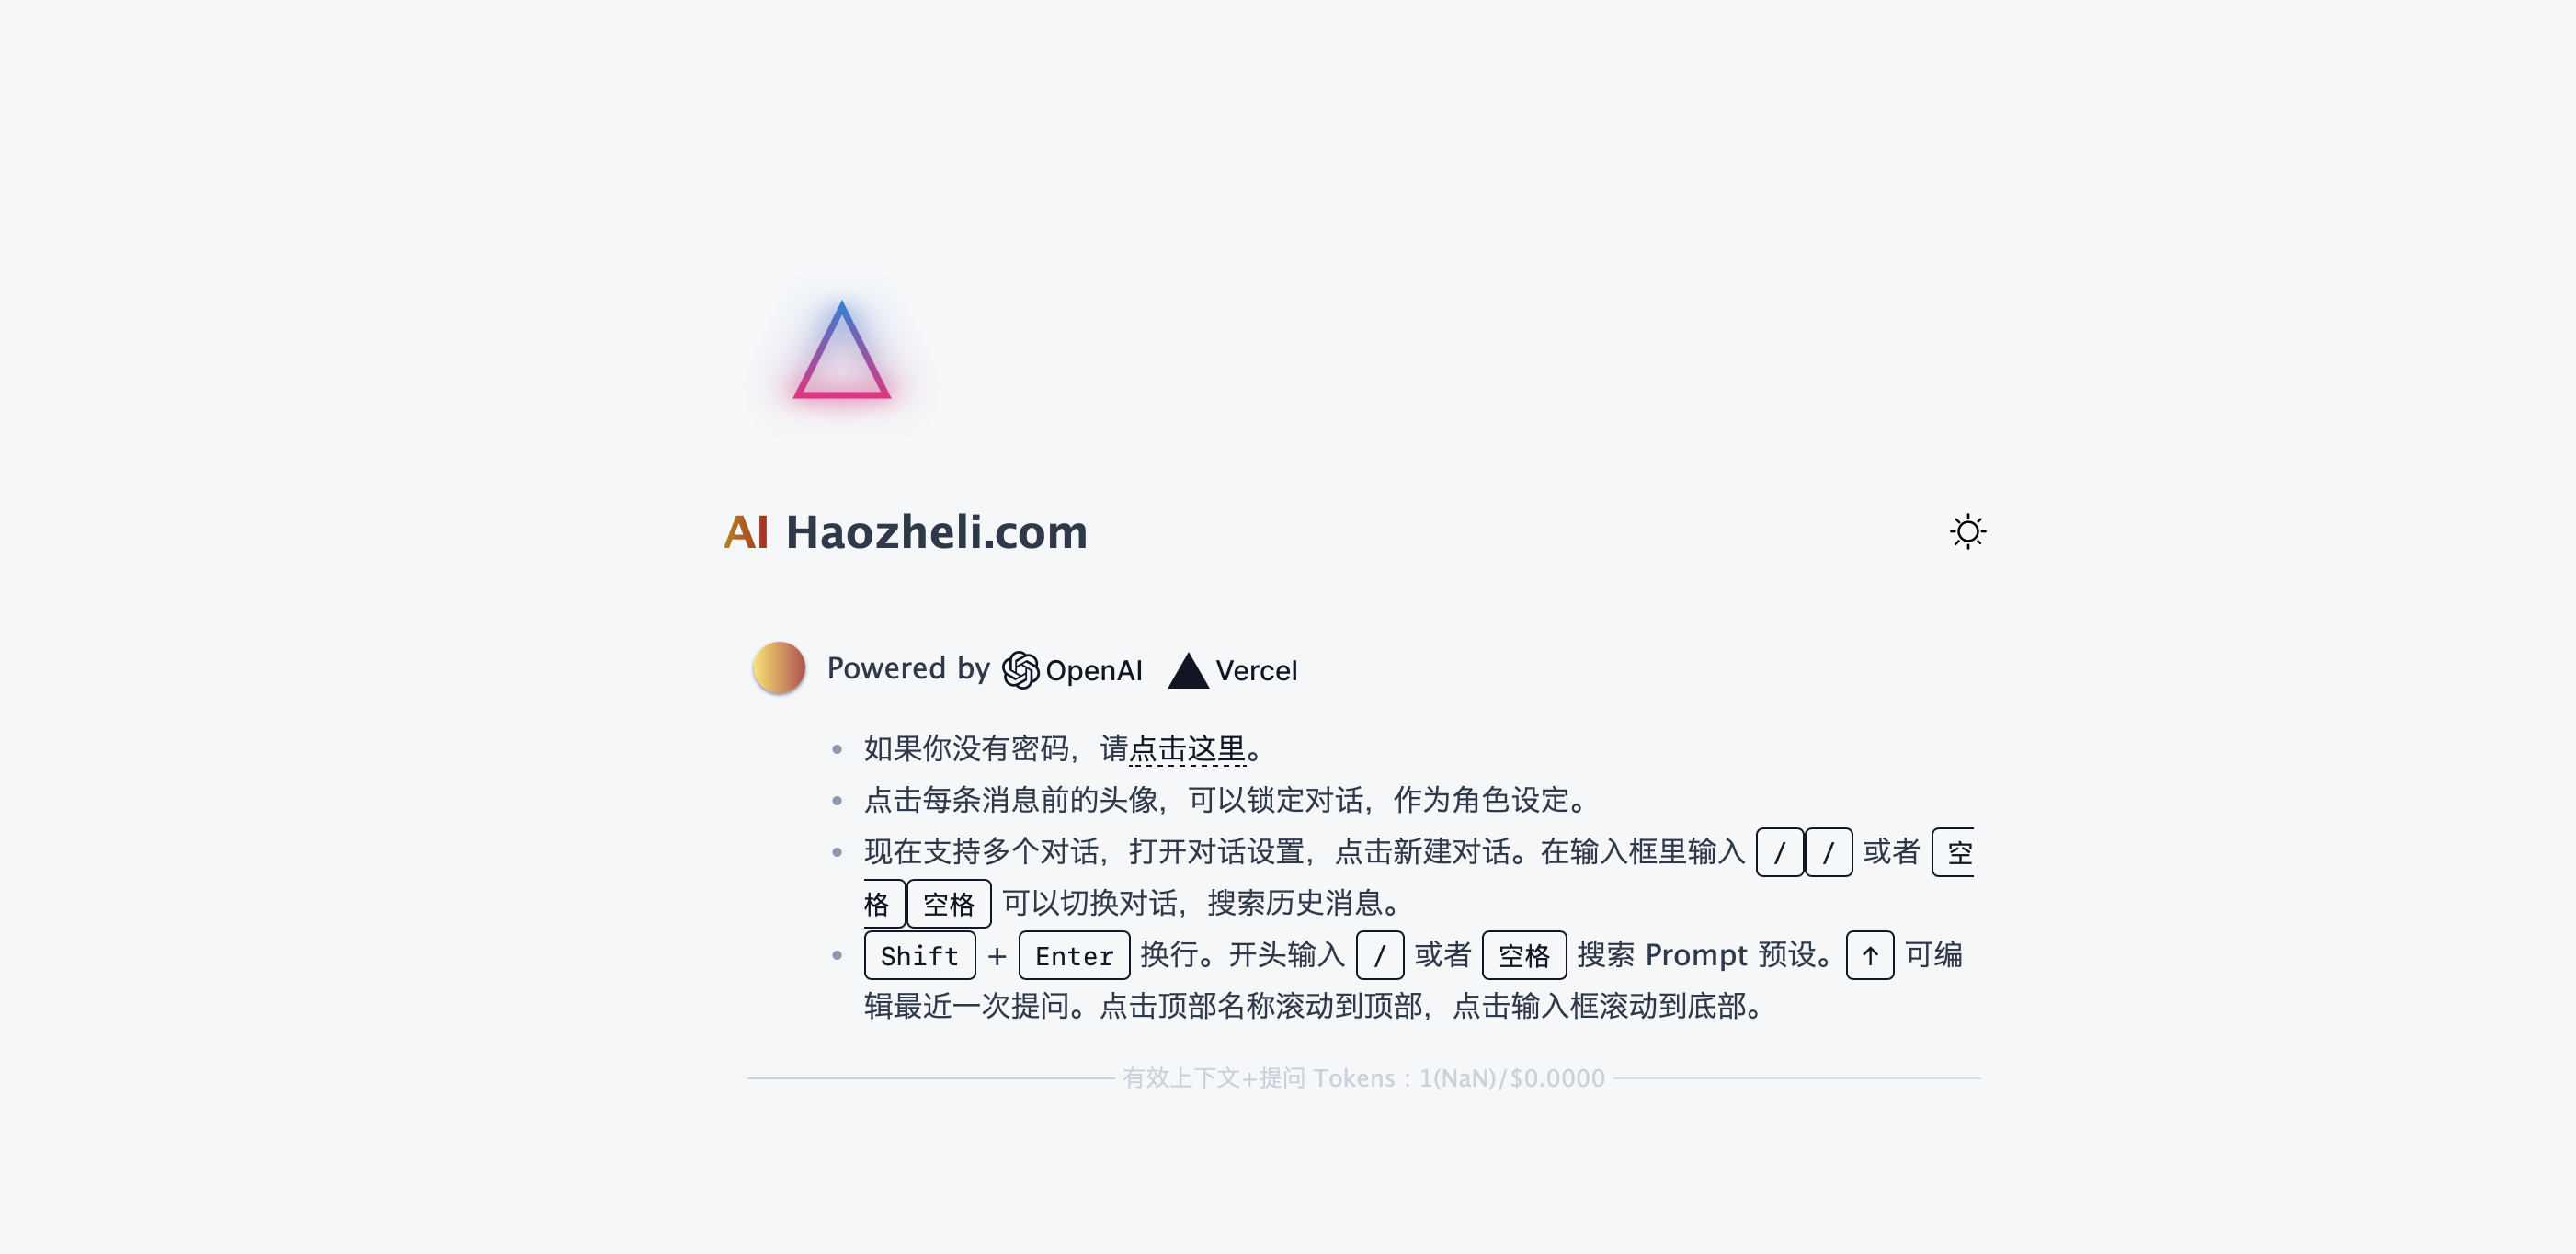 AI Haozheli.com
Powered by OpenAI Vercel
如果你没有密码，请点击这里。
点击每条消息前的头像，可以锁定对话，作为角色设定。
现在支持多个对话，打开对话设置，点击新建对话。在输入框里输入 / / 或者 空
格 空格 可以切换对话，搜索历史消息。
Shift + Enter 换行。开头输入 / 或者 空格 搜索 Prompt 预设。↑ 可编
辑最近一次提问。点击顶部名称滚动到顶部，点击输入框滚动到底部。
有效上下文+提问 Tokens : 1(NaN)/$0.0000